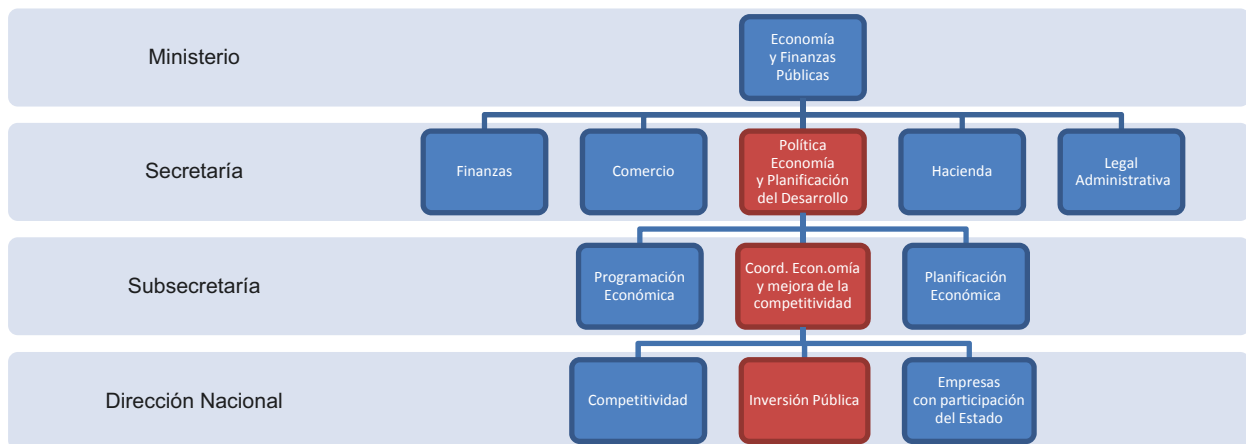 Ministerio
Economía
y Finanzas
Públicas
Secretaría
Finanzas
Comercio
Política
Economía
y Planificación
del Desarrollo
Hacienda
Legal
Administrativa
Subsecretaría
Programación
Económica
Coord. Econ.omía
y mejora de la
competitividad
Planificación
Económica
Dirección Nacional
Competitividad
Inversión Pública
Empresas
con participación
del Estado